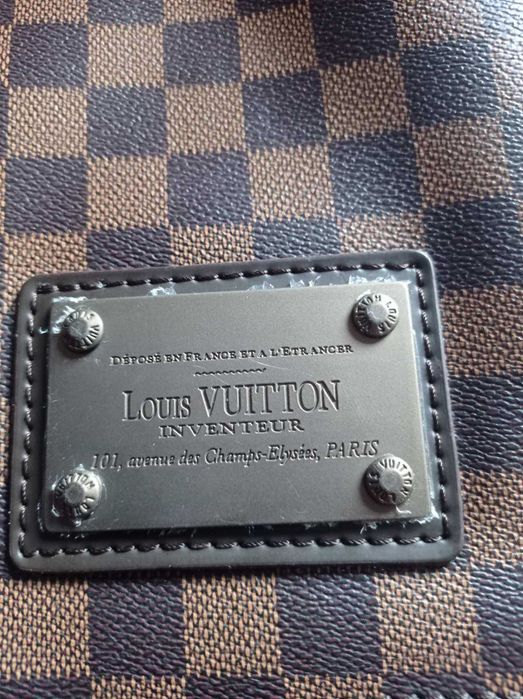 DÉPOSÉ EN FRANCE ET A L'ETRANGER
LOUIS VUITTON
INVENTEUR
101, avenue des Champs-Elysées, PARIS